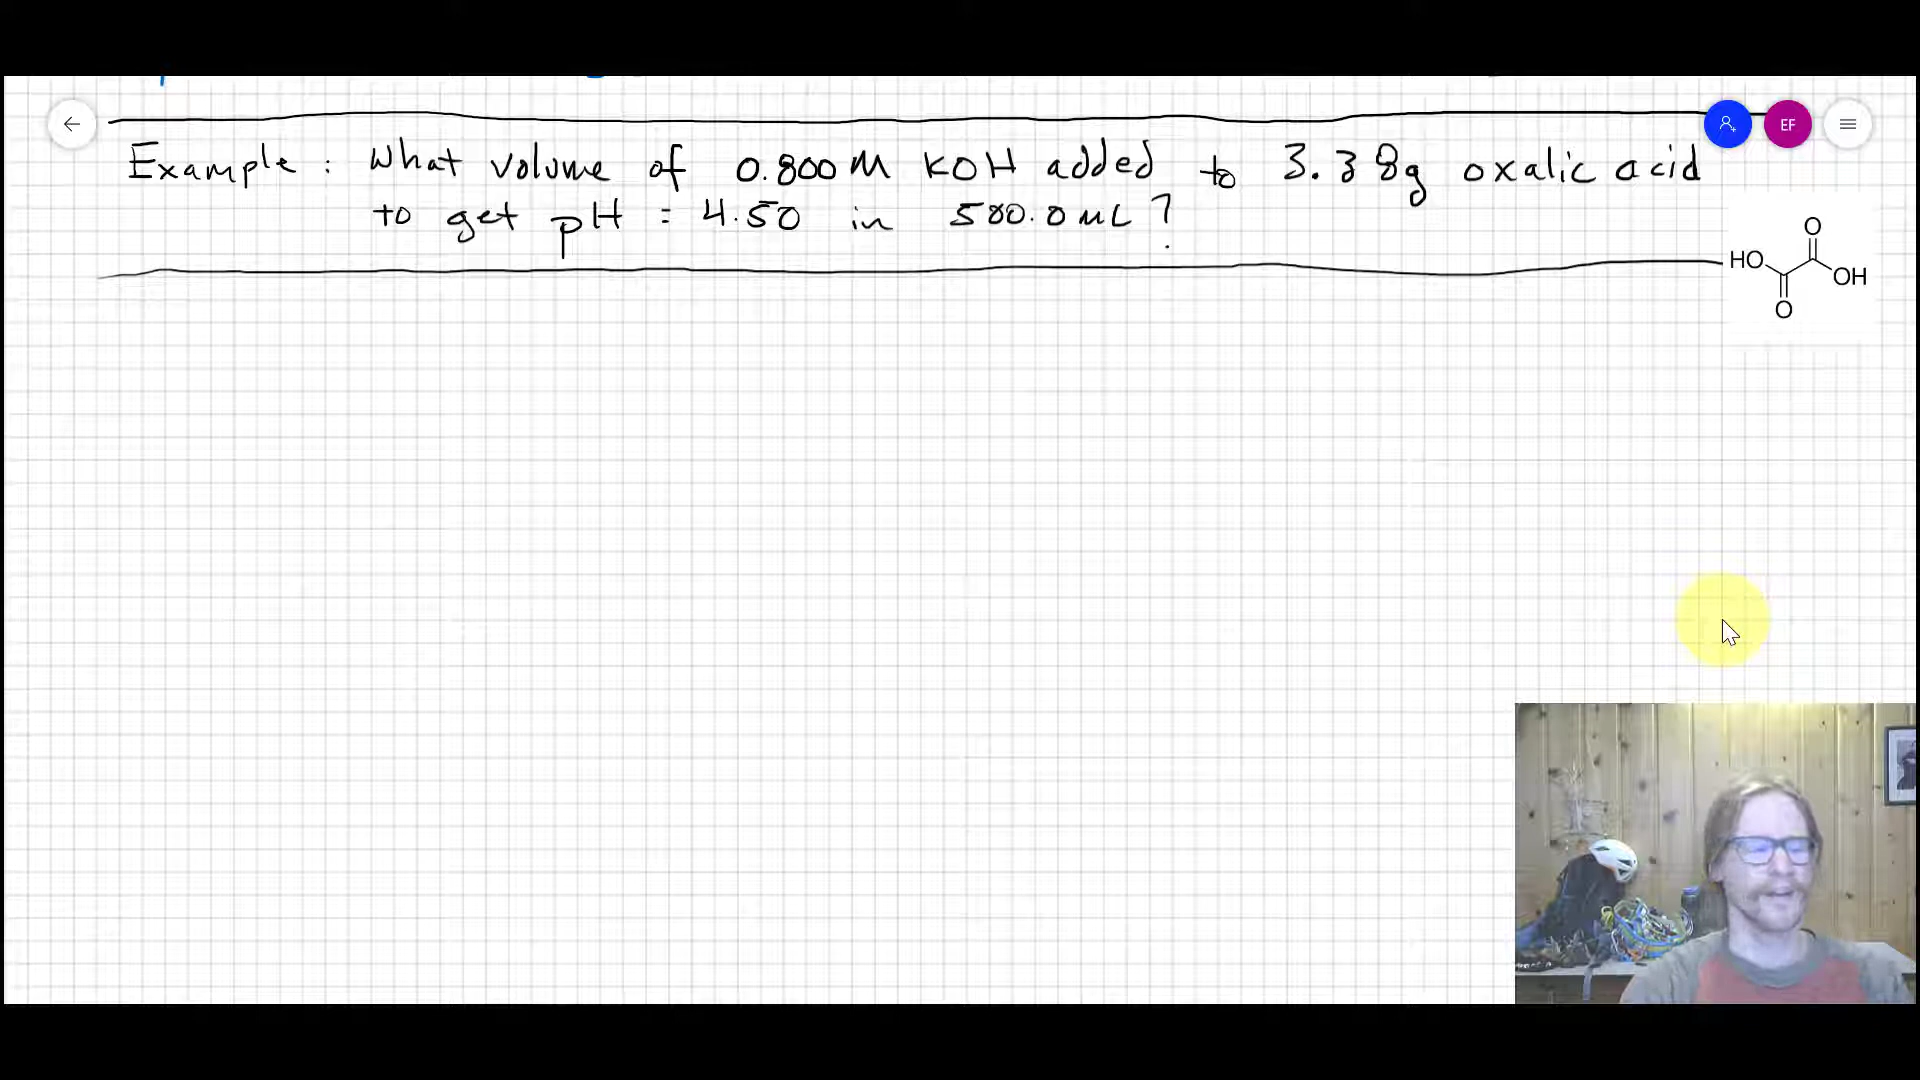 EF
Example: What volume of 0.800 M KOH added to 3.38g oxalic acid
to get pH = 4.50 in 500.0 mL?
O
HO
OH
O